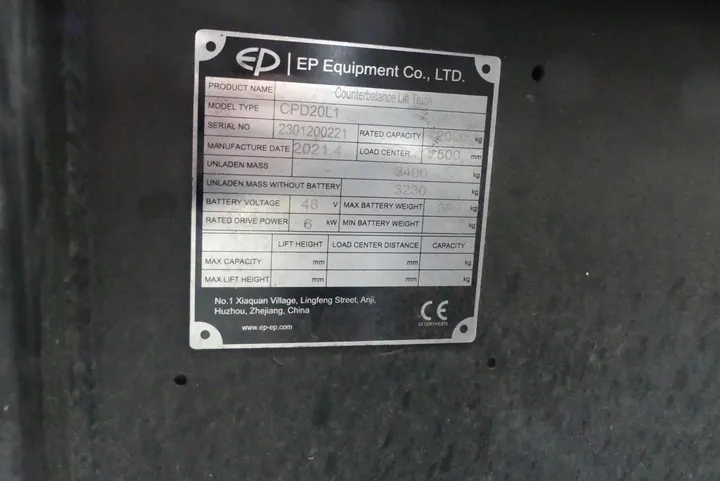 EP | EP Equipment Co., LTD.
PRODUCT NAME Counterbalance Lift Truck
MODEL TYPE CPD20L1
SERIAL NO. 2301200221 RATED CAPACITY 2000 kg
MANUFACTURE DATE 2021.4 LOAD CENTER 500 mm
UNLADEN MASS 3400 kg
UNLADEN MASS WITHOUT BATTERY 3230 kg
BATTERY VOLTAGE 48 V MAX BATTERY WEIGHT kg
RATED DRIVE POWER 6 kW MIN BATTERY WEIGHT kg
LIFT HEIGHT LOAD CENTER DISTANCE CAPACITY
MAX CAPACITY mm mm kg
MAX LIFT HEIGHT mm mm kg
No.1 Xiaquan Village, Lingfeng Street, Anji,
Huzhou, Zhejiang, China
www.ep-ep.com
CE
CE CERTIFICATE